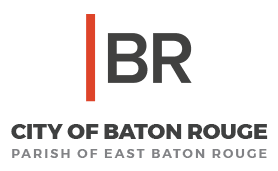 BR
CITY OF BATON ROUGE
PARISH OF EAST BATON ROUGE